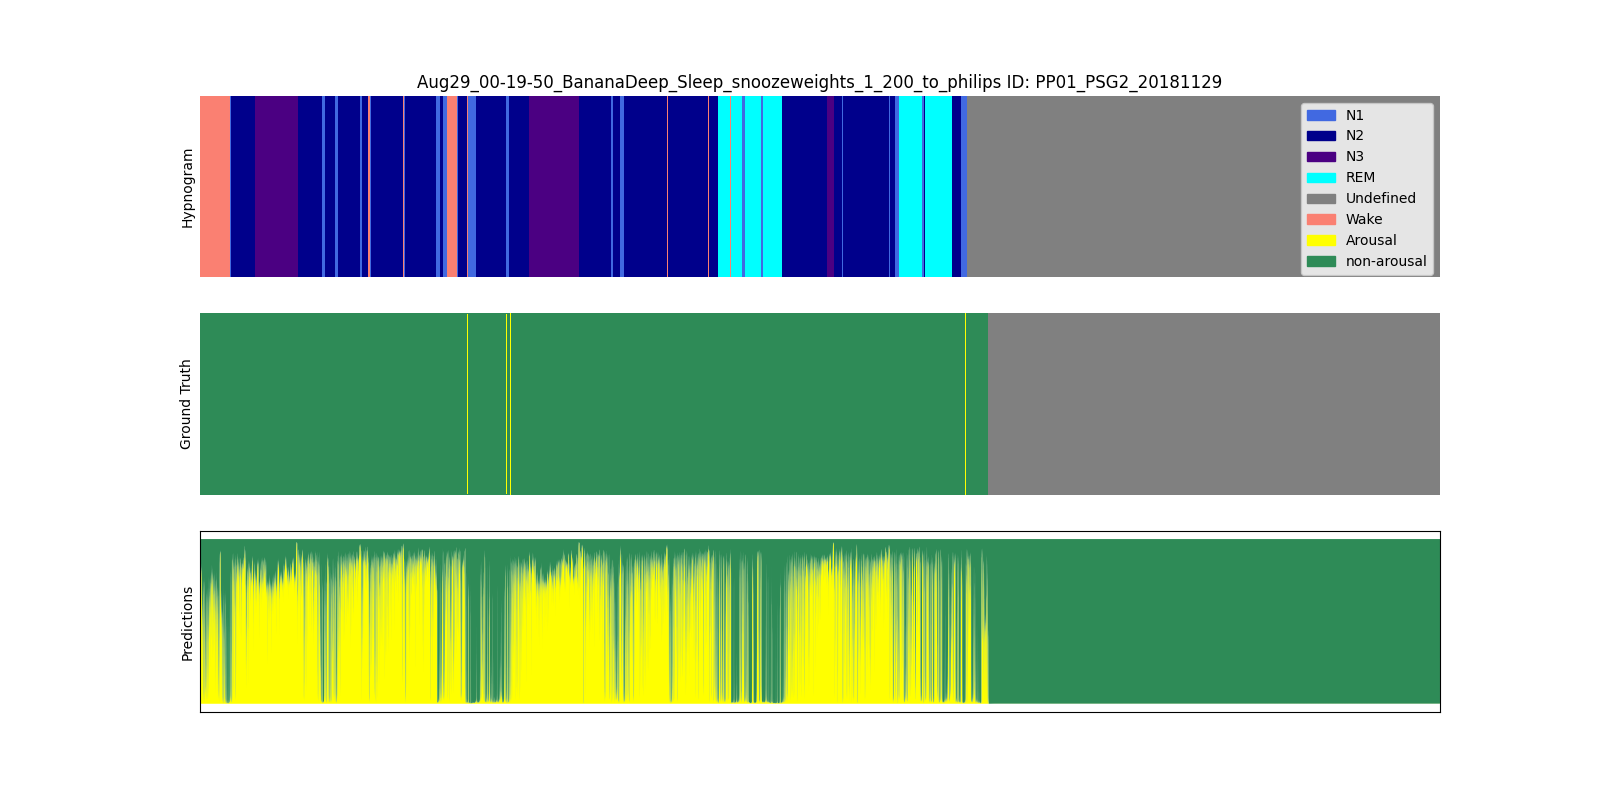 Aug29_00-19-50_BananaDeep_Sleep_snoozeweights_1_200_to_philips ID: PP01_PSG2_20181129
Hypnogram
N1
N2
N3
REM
Undefined
Wake
Arousal
non-arousal
Ground Truth
Predictions